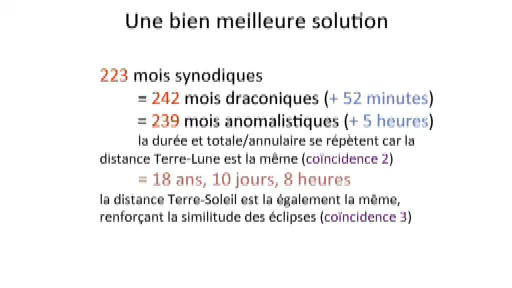 Une bien meilleure solution
223 mois synodiques
= 242 mois draconiques (+ 52 minutes)
= 239 mois anomalistiques (+ 5 heures)
la durée et totale/annulaire se répètent car la
distance Terre-Lune est la même (coïncidence 2)
= 18 ans, 10 jours, 8 heures
la distance Terre-Soleil est la également la même,
renforçant la similitude des éclipses (coïncidence 3)